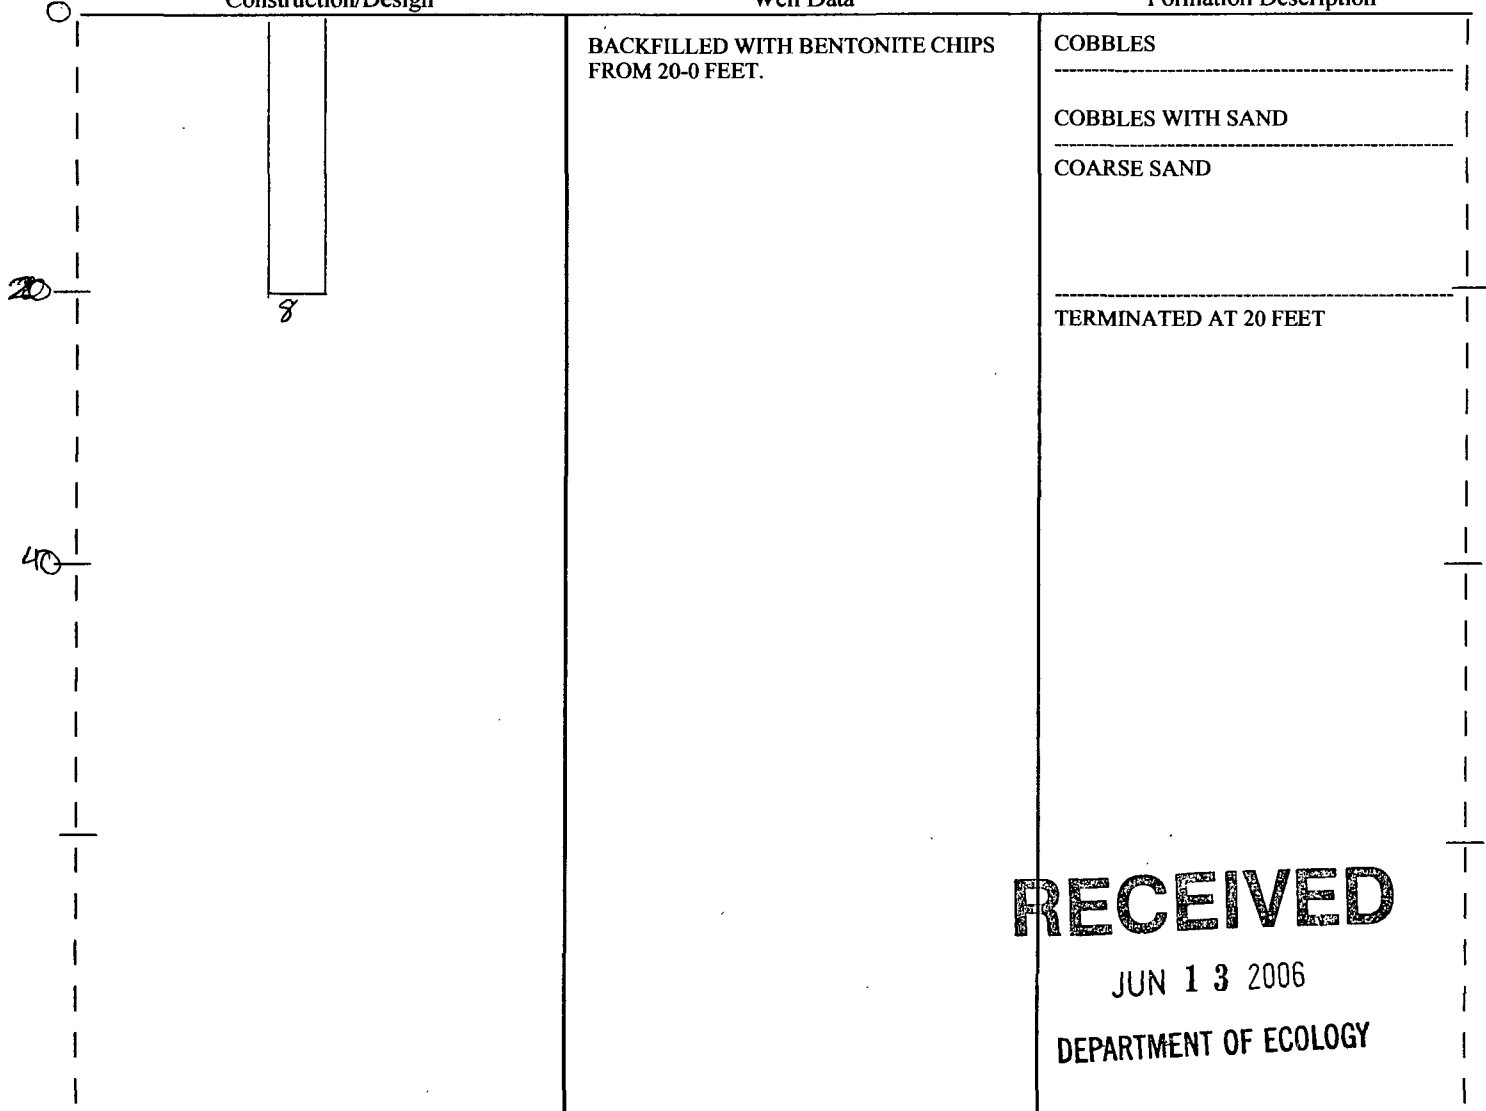 Construction/Design Well Data Formation Description
0
BACKFILLED WITH BENTONITE CHIPS
FROM 20-0 FEET.
COBBLES
COBBLES WITH SAND
COARSE SAND
20
8
TERMINATED AT 20 FEET
40
RECEIVED
JUN 13 2006
DEPARTMENT OF ECOLOGY